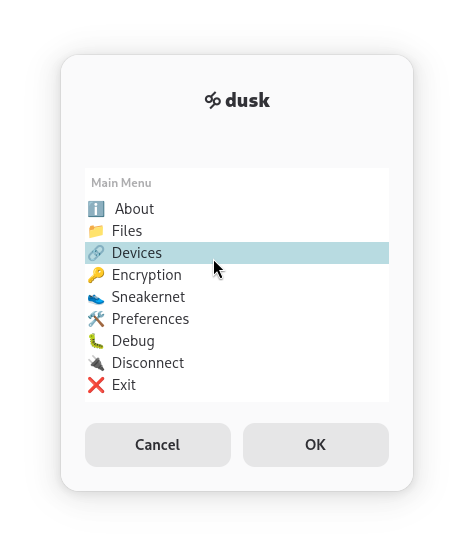 dusk
Main Menu
About
Files
Devices
Encryption
Sneakernet
Preferences
Debug
Disconnect
Exit
Cancel
OK